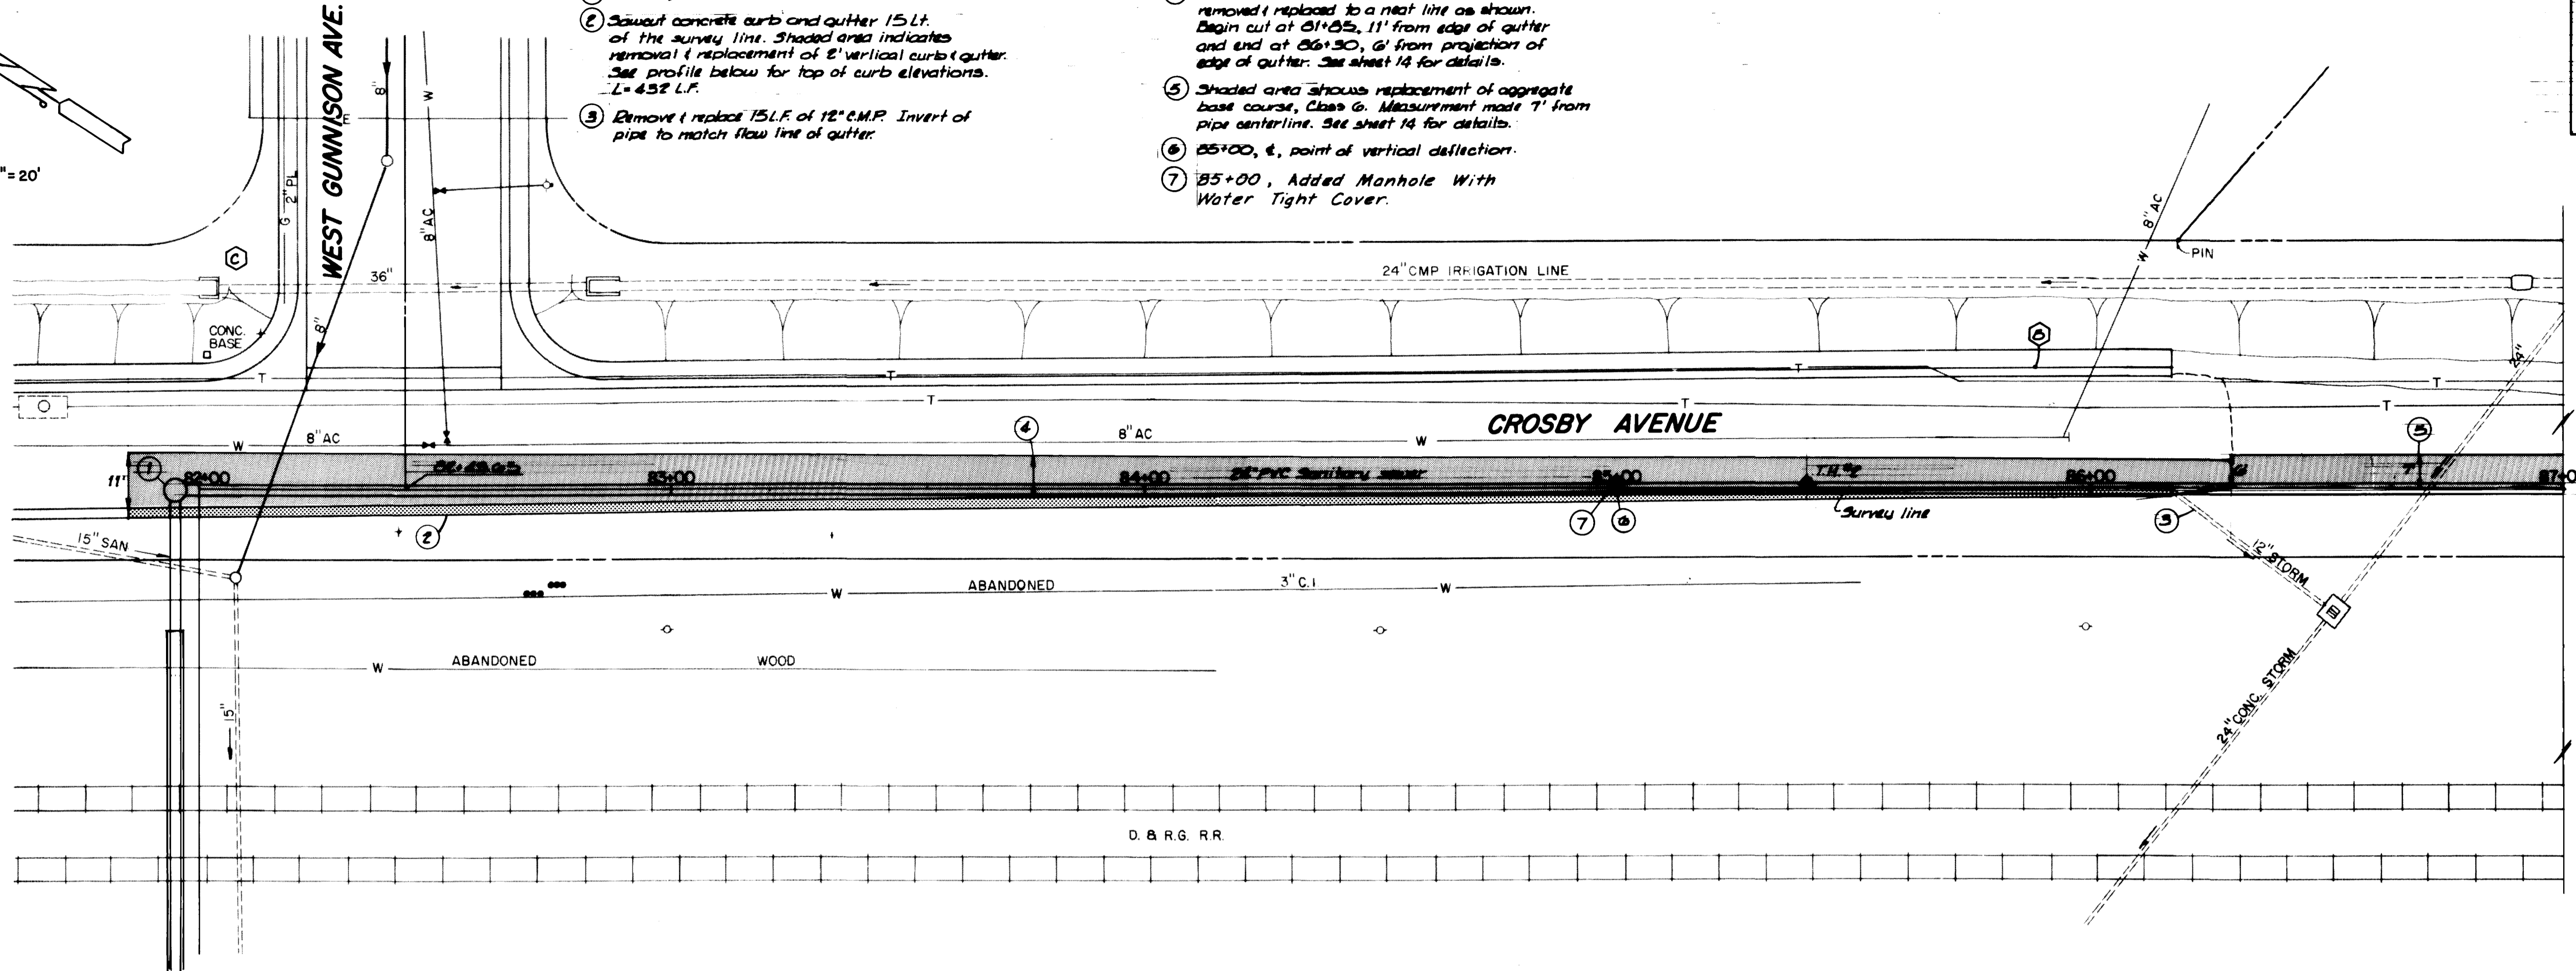 2 Sawcut concrete curb and gutter 15 Lt.
of the survey line. Shaded area indicates
removal & replacement of 2' vertical curb & gutter.
See profile below for top of curb elevations.
L= 432 L.F.
3 Remove & replace 15 L.F. of 12" C.M.P. Invert of
pipe to match flow line of gutter.
removed & replaced to a neat line as shown.
Begin cut at 81+85, 11' from edge of gutter
and end at 86+30, 6' from projection of
edge of gutter. See sheet 14 for details.
5 Shaded area shows replacement of aggregate
base course, Class 6. Measurement made 7' from
pipe centerline. See sheet 14 for details.
6 85+00, ℄, point of vertical deflection.
7 85+00, Added Manhole With
Water Tight Cover.
"=20'
WEST GUNNISON AVE.
8"
W
E
G 2" PL
8" AC
8" AC
W
PIN
C
36"
24" CMP IRRIGATION LINE
CONC.
BASE
8"
B
24"
T
T
T
T
T
T
T
CROSBY AVENUE
W
8" AC
4
8" AC
W
5
1
11'
82+00
83+00
84+00
24" PVC Sanitary sewer
85+00
T.H. #2
86+00
6'
7'
87+0
2
7
6
Survey line
3
15" SAN
12" STORM
ABANDONED
3" C.I
W
W
W
ABANDONED
WOOD
15"
24" CONC. STORM
D. & R.G. R.R.